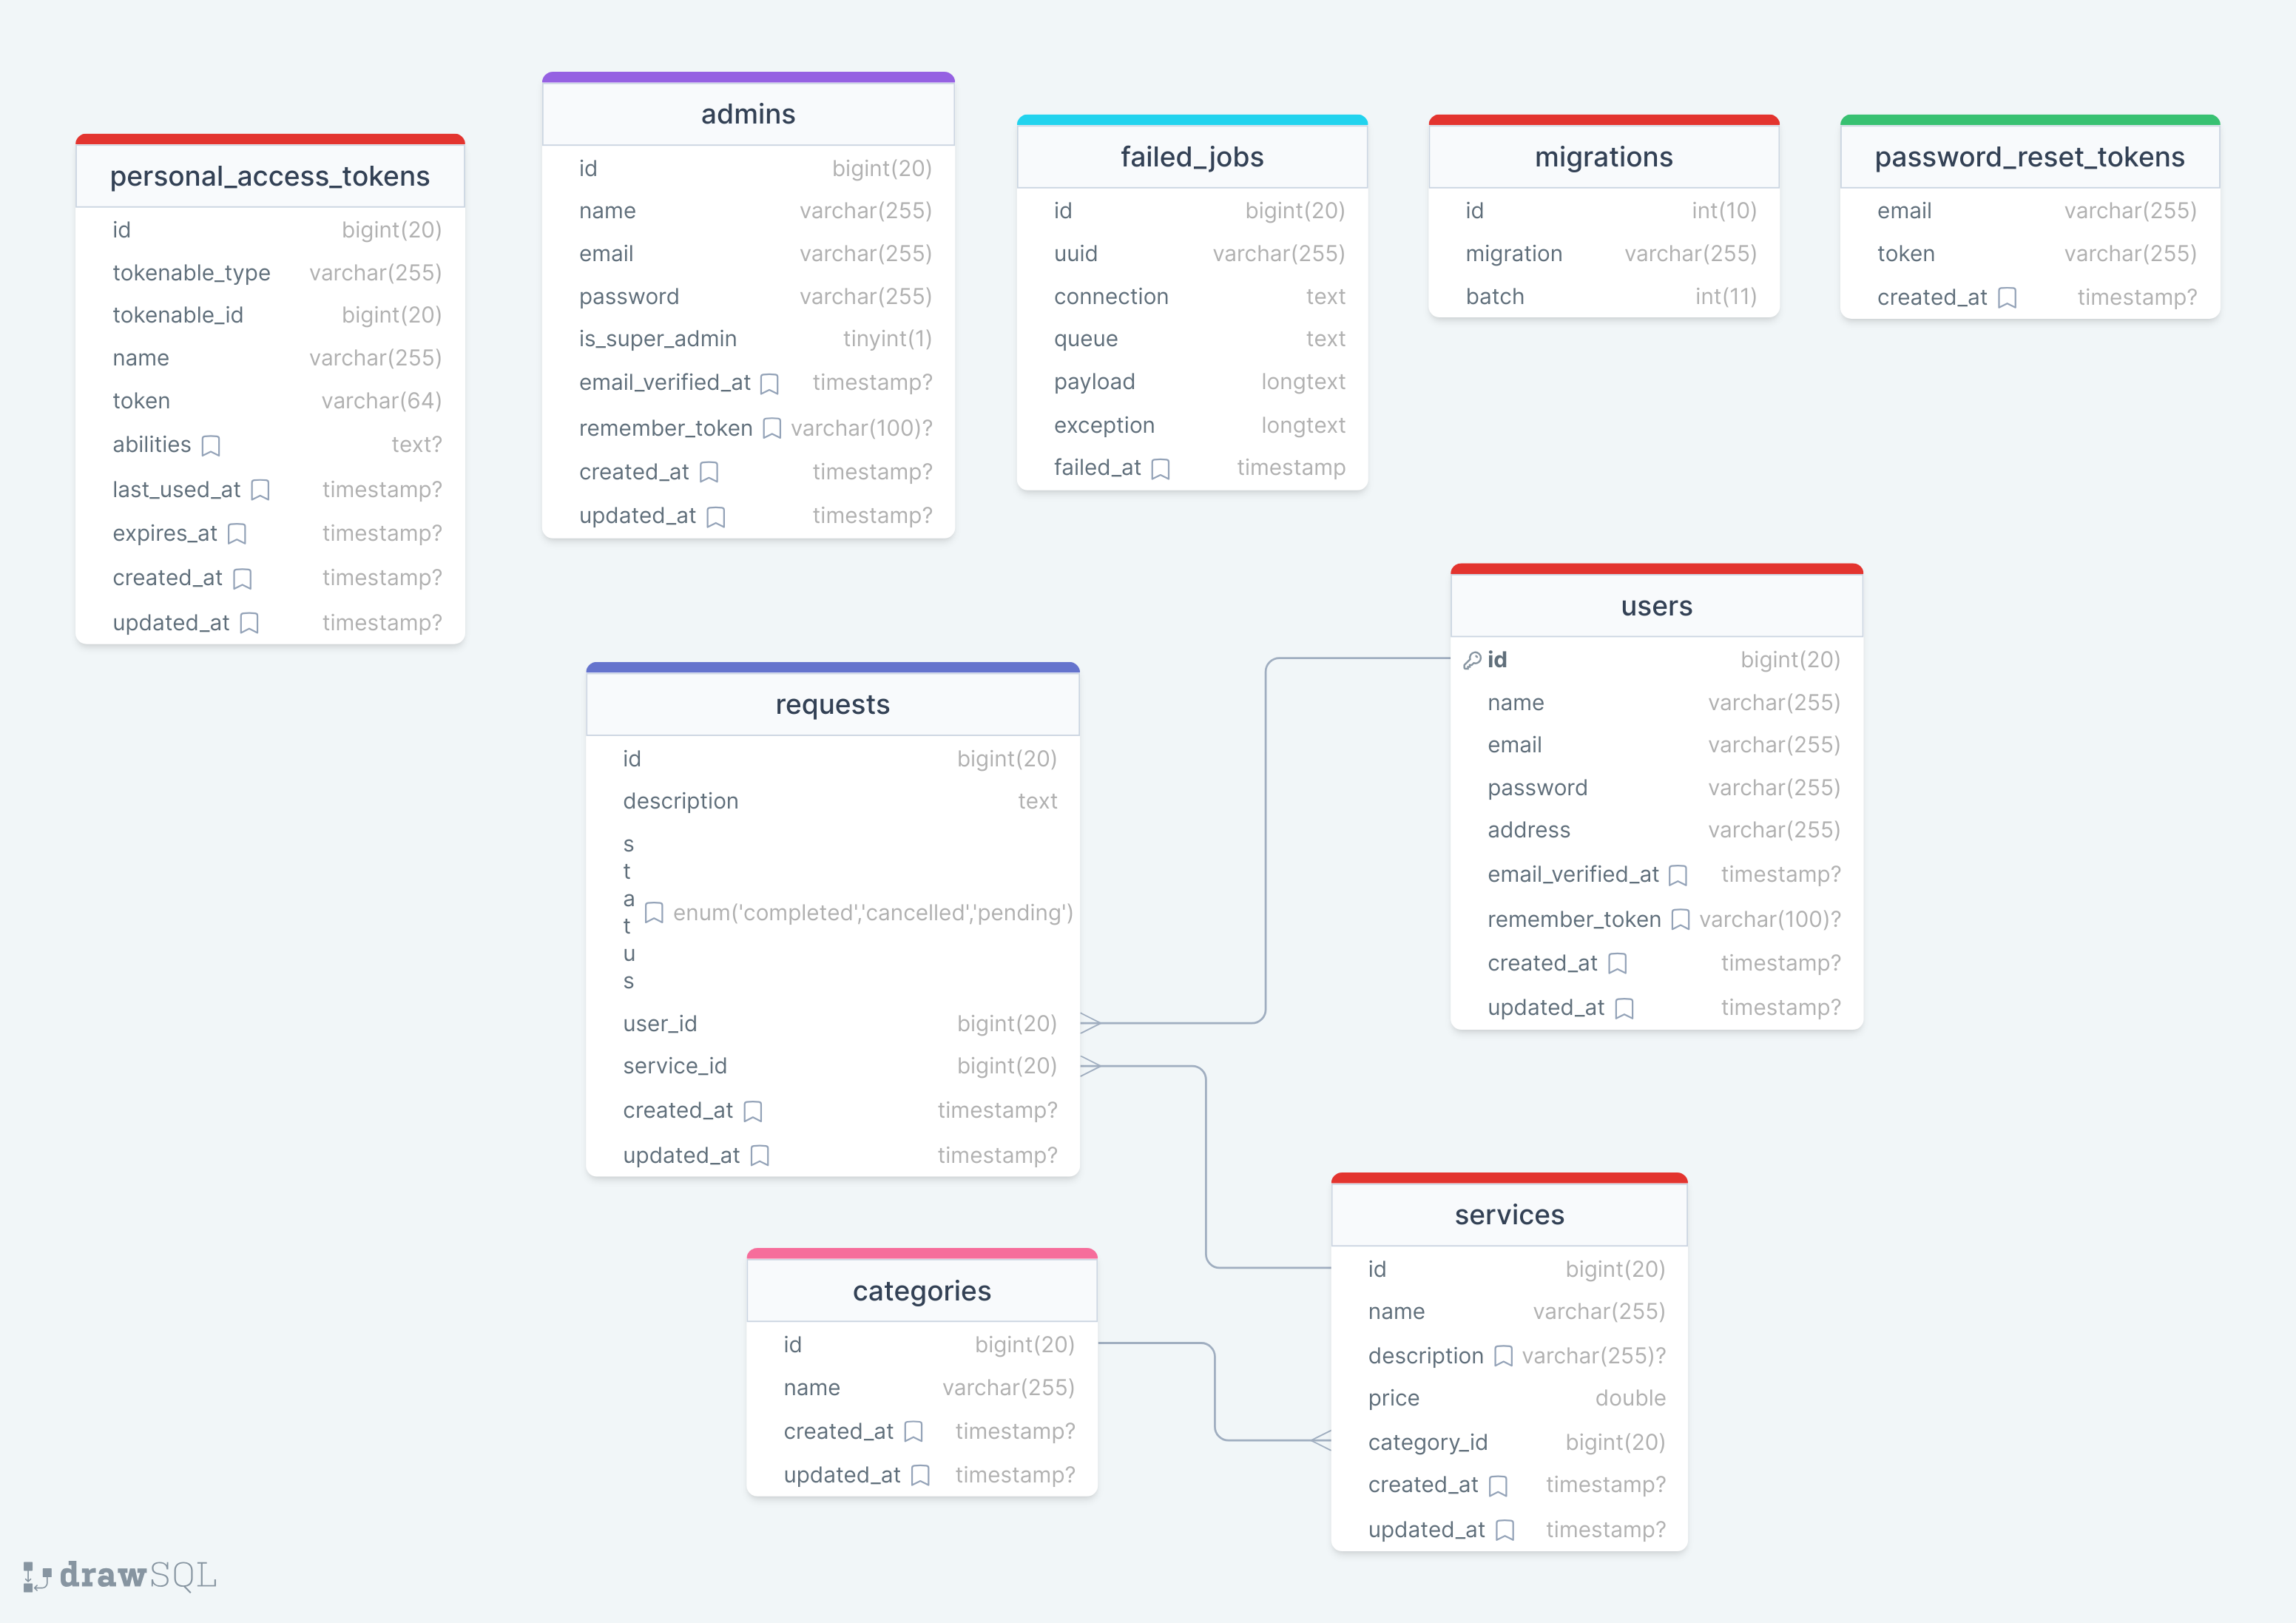 personal_access_tokens
id bigint(20)
tokenable_type varchar(255)
tokenable_id bigint(20)
name varchar(255)
token varchar(64)
abilities text?
last_used_at timestamp?
expires_at timestamp?
created_at timestamp?
updated_at timestamp?
admins
id bigint(20)
name varchar(255)
email varchar(255)
password varchar(255)
is_super_admin tinyint(1)
email_verified_at timestamp?
remember_token varchar(100)?
created_at timestamp?
updated_at timestamp?
failed_jobs
id bigint(20)
uuid varchar(255)
connection text
queue text
payload longtext
exception longtext
failed_at timestamp
migrations
id int(10)
migration varchar(255)
batch int(11)
password_reset_tokens
email varchar(255)
token varchar(255)
created_at timestamp?
users
id bigint(20)
name varchar(255)
email varchar(255)
password varchar(255)
address varchar(255)
email_verified_at timestamp?
remember_token varchar(100)?
created_at timestamp?
updated_at timestamp?
requests
id bigint(20)
description text
status enum('completed','cancelled','pending')
user_id bigint(20)
service_id bigint(20)
created_at timestamp?
updated_at timestamp?
categories
id bigint(20)
name varchar(255)
created_at timestamp?
updated_at timestamp?
services
id bigint(20)
name varchar(255)
description varchar(255)?
price double
category_id bigint(20)
created_at timestamp?
updated_at timestamp?
drawSQL